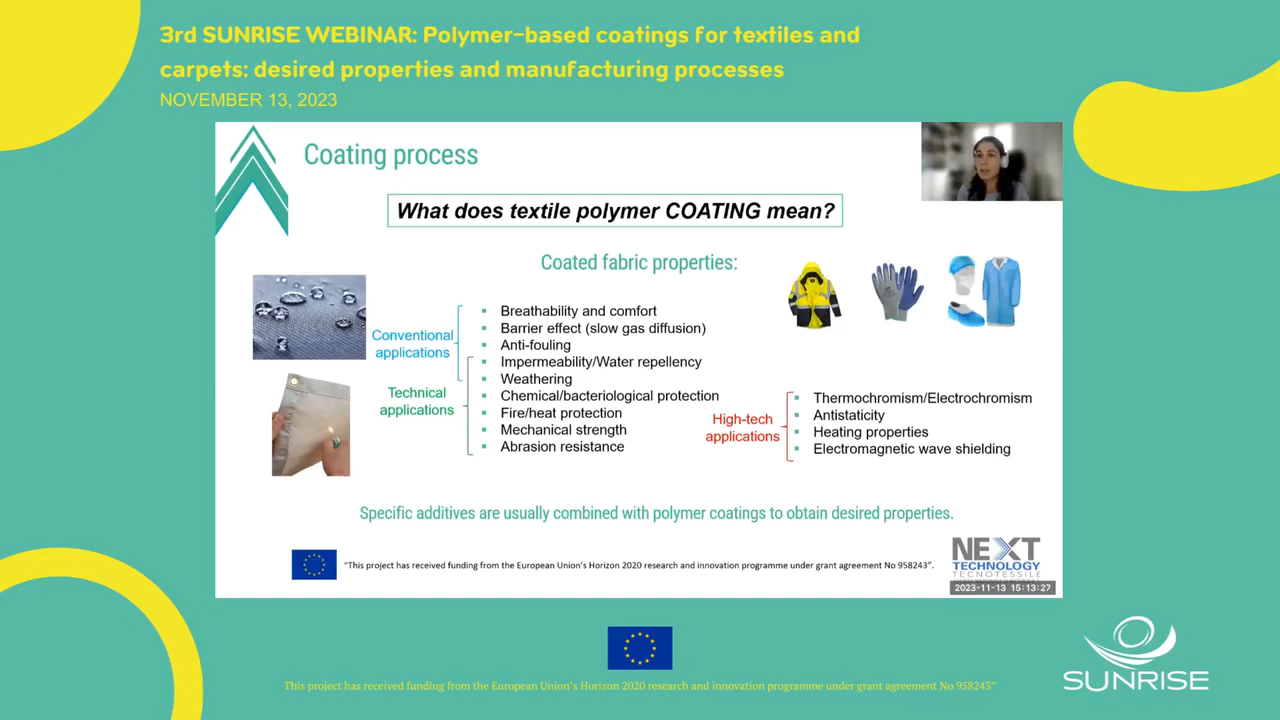 3rd SUNRISE WEBINAR: Polymer-based coatings for textiles and
carpets: desired properties and manufacturing processes
NOVEMBER 13, 2023
Coating process
What does textile polymer COATING mean?
Coated fabric properties:
Conventional
applications
Technical
applications
▪ Breathability and comfort
▪ Barrier effect (slow gas diffusion)
▪ Anti-fouling
▪ Impermeability/Water repellency
▪ Weathering
▪ Chemical/bacteriological protection
▪ Fire/heat protection
▪ Mechanical strength
▪ Abrasion resistance
High-tech
applications
▪ Thermochromism/Electrochromism
▪ Antistaticity
▪ Heating properties
▪ Electromagnetic wave shielding
Specific additives are usually combined with polymer coatings to obtain desired properties.
"This project has received funding from the European Union's Horizon 2020 research and innovation programme under grant agreement No 958243".
NEXT
TECHNOLOGY
TECNOTESSILE
2023-11-13 15:13:27
This project has received funding from the European Union's Horizon 2020 research and innovation programme under grant agreement No 958243"
SUNRISE